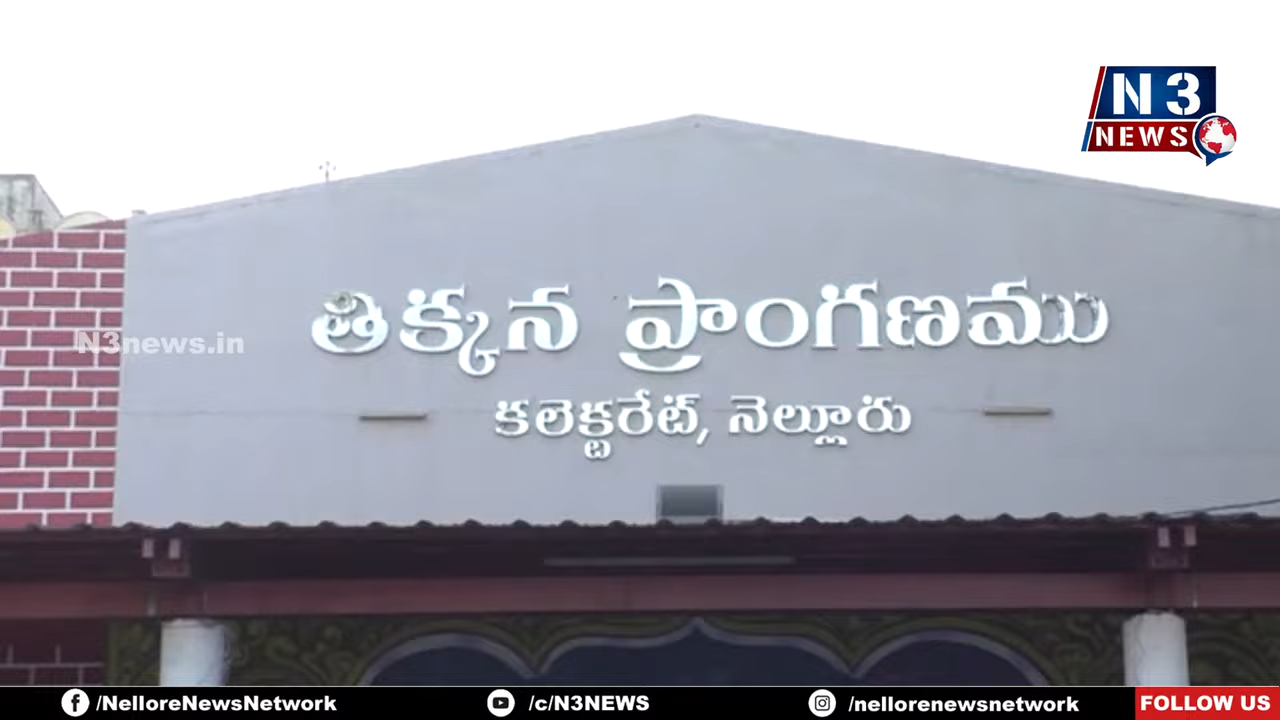 N3
NEWS
తిక్కన ప్రాంగణము
N3news.in
కలెక్టరేట్, నెల్లూరు
/NelloreNewsNetwork
/c/N3NEWS
/nellorenewsnetwork
FOLLOW US